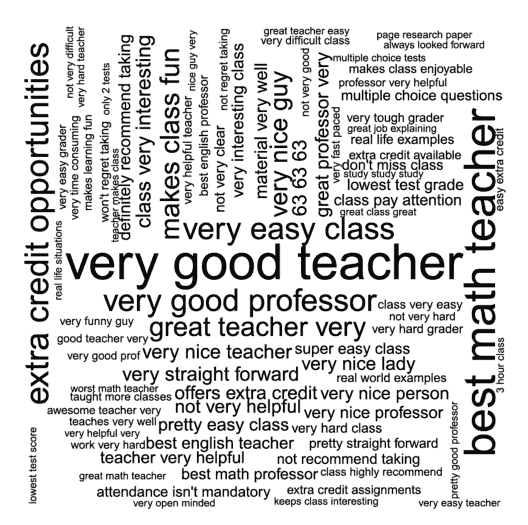 great teacher easy
very difficult class
page research paper
always looked forward
not very difficult
very hard teacher
only 2 tests
definitely recommend taking
class very interesting
makes class fun
nice guy very
very helpful teacher
best english professor
not regret taking
not very clear
very interesting class
material very well
very nice guy
not very good
63 63 63
great professor very
very fast paced
multiple choice tests
makes class enjoyable
professor very helpful
multiple choice questions
very tough grader
great job explaining
real life examples
extra credit available
don't miss class
study study study
lowest test grade
class pay attention
great class great
easy extra credit
extra credit opportunities
very easy grader
very time consuming
makes learning fun
won't regret taking
teacher makes class
real life situations
very easy class
very good teacher
best math teacher
very good professor
class very easy
not very hard
very funny guy
great teacher very
very hard grader
good teacher very
very good prof
very nice teacher
super easy class
very nice lady
3 hour class
very straight forward
real world examples
worst math teacher
taught more classes
offers extra credit
very nice person
awesome teacher very
not very helpful
very nice professor
teaches very well
pretty easy class
very hard class
very helpful very
work very hard
best english teacher
pretty straight forward
pretty good professor
lowest test score
teacher very helpful
not recommend taking
great math teacher
best math professor
class highly recommend
attendance isn't mandatory
extra credit assignments
very open minded
keeps class interesting
very easy teacher